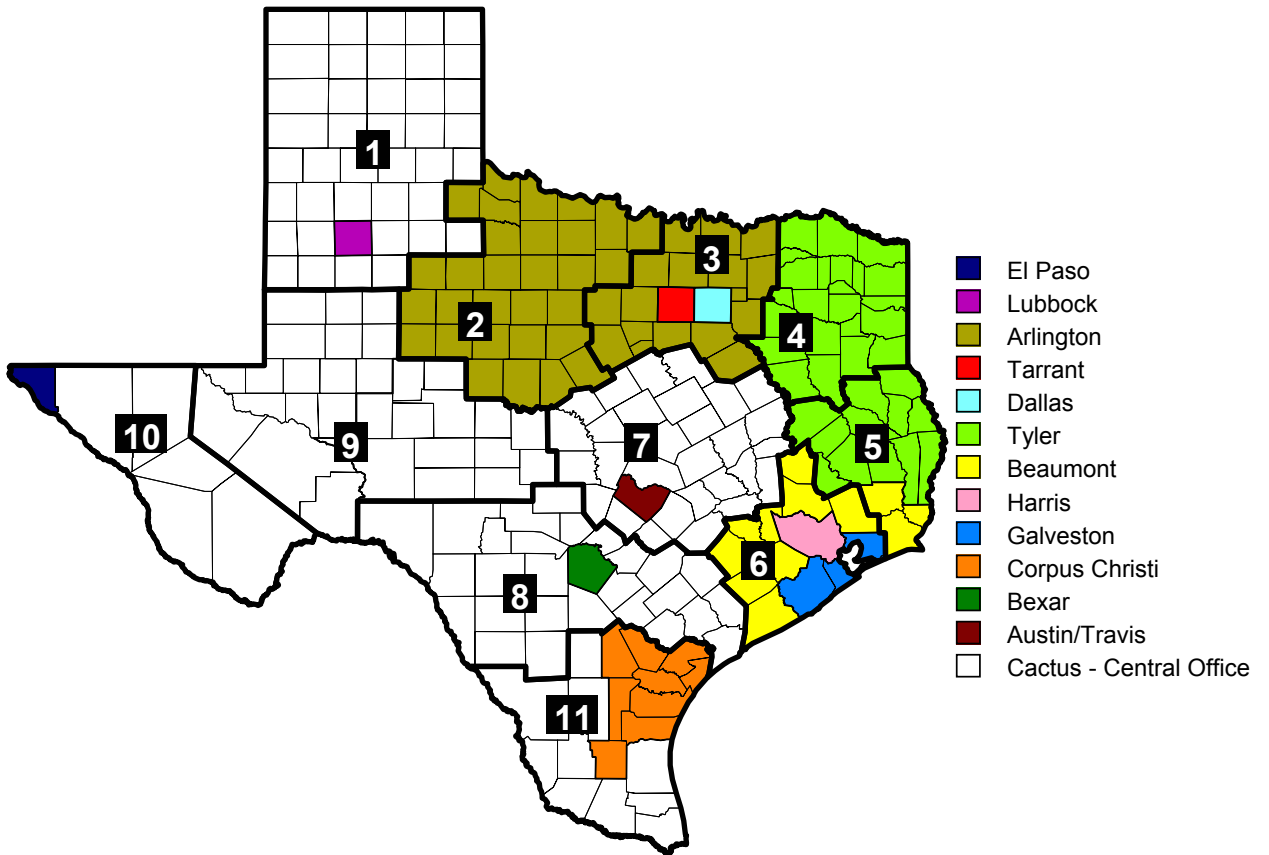 1
2
3
4
5
6
7
8
9
10
11
El Paso
Lubbock
Arlington
Tarrant
Dallas
Tyler
Beaumont
Harris
Galveston
Corpus Christi
Bexar
Austin/Travis
Cactus - Central Office